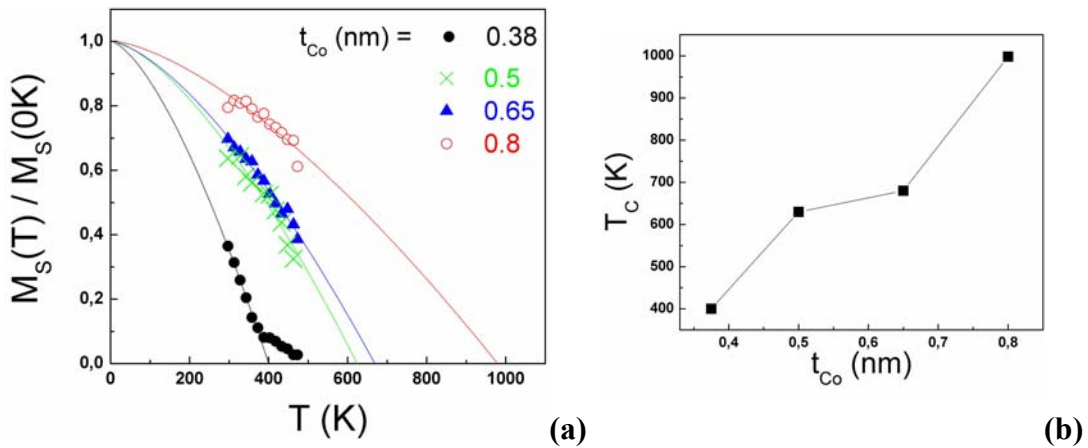 t_Co (nm) = 0.38
0.5
0.65
0.8
M_S(T) / M_S(0K)
1,0
0,8
0,6
0,4
0,2
0,0
0 200 400 600 800 1000
T (K)
(a)
T_C (K)
1000
900
800
700
600
500
400
0,4 0,5 0,6 0,7 0,8
t_Co (nm)
(b)